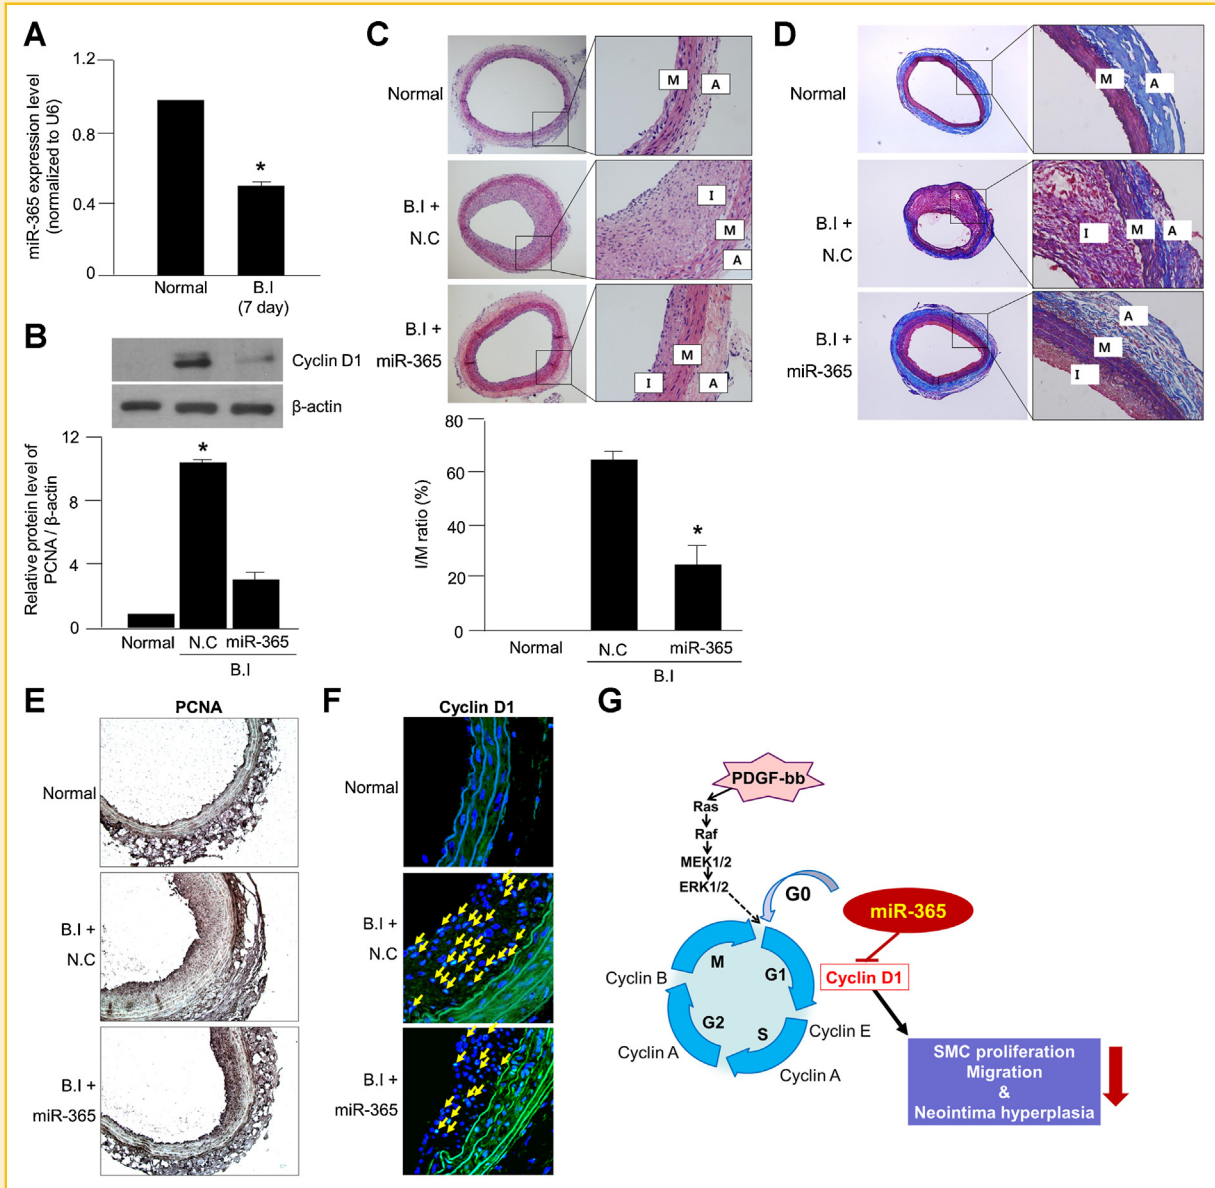 A
miR-365 expression level
(normalized to U6)
1.2
0.8
0.4
0
*
Normal
B.I
(7 day)
B
Cyclin D1
β-actin
Relative protein level of
PCNA / β-actin
12
8
4
0
*
Normal
N.C
miR-365
B.I
C
Normal
M
A
B.I +
N.C
I
M
A
B.I +
miR-365
M
I
A
I/M ratio (%)
80
60
40
20
0
*
Normal
N.C
miR-365
B.I
D
Normal
M
A
B.I +
N.C
I
M
A
B.I +
miR-365
A
M
I
E
PCNA
Normal
B.I +
N.C
B.I +
miR-365
F
Cyclin D1
Normal
B.I +
N.C
B.I +
miR-365
G
PDGF-bb
Ras
Raf
MEK1/2
ERK1/2
G0
miR-365
M
G1
Cyclin B
Cyclin D1
G2
S
Cyclin E
Cyclin A
Cyclin A
SMC proliferation
Migration
&
Neointima hyperplasia